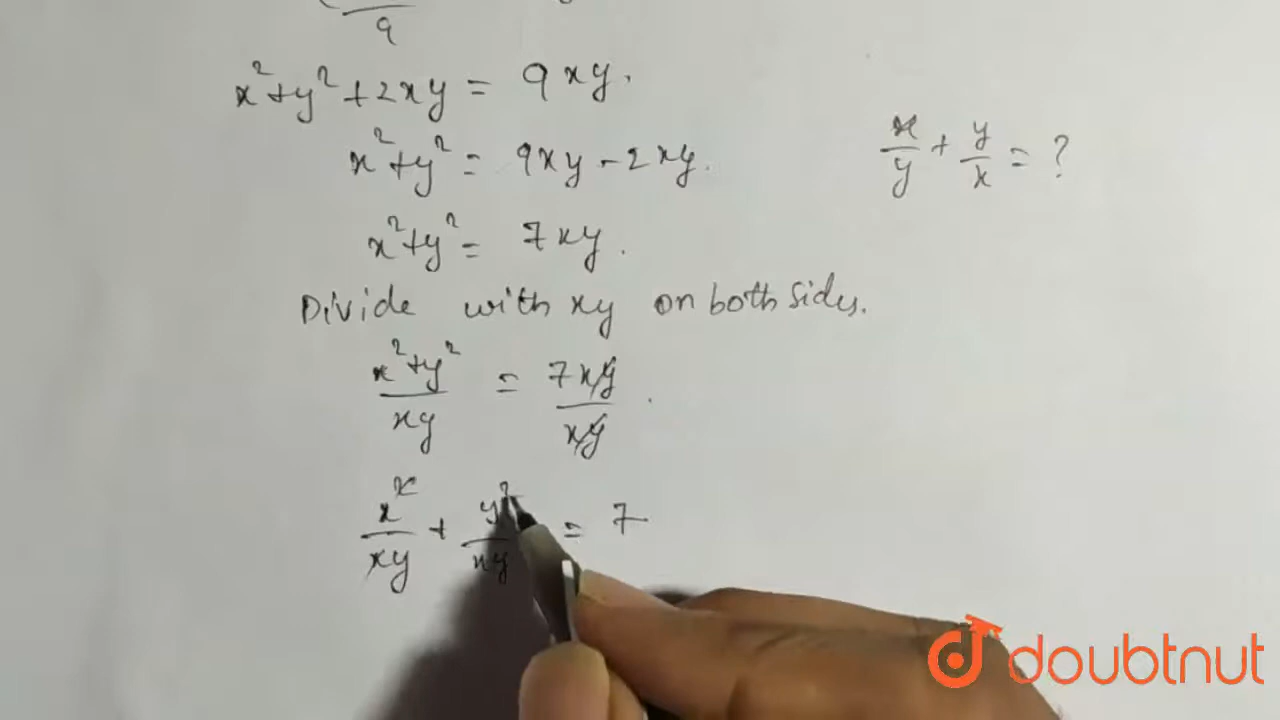 9
x²+y²+2xy = 9xy.
x²+y² = 9xy-2xy.
x/y + y/x = ?
x²+y² = 7xy.
Divide with xy on both sides.
x²+y²/xy = 7xy/xy.
x²/xy + y²/xy = 7
doubtnut